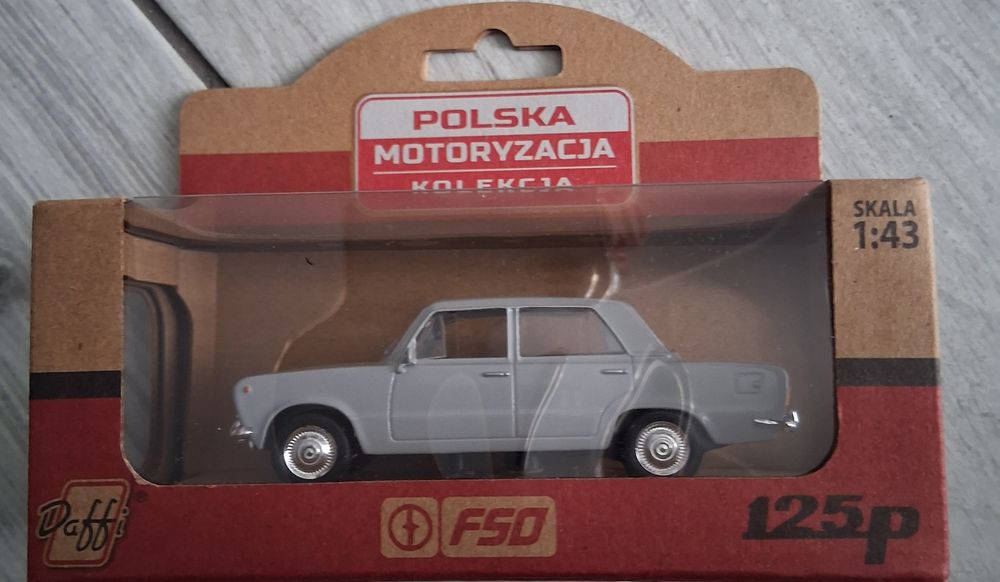 POLSKA
MOTORYZACJA
KOLEKCJA
SKALA
1:43
Daffi®
FSO
125p